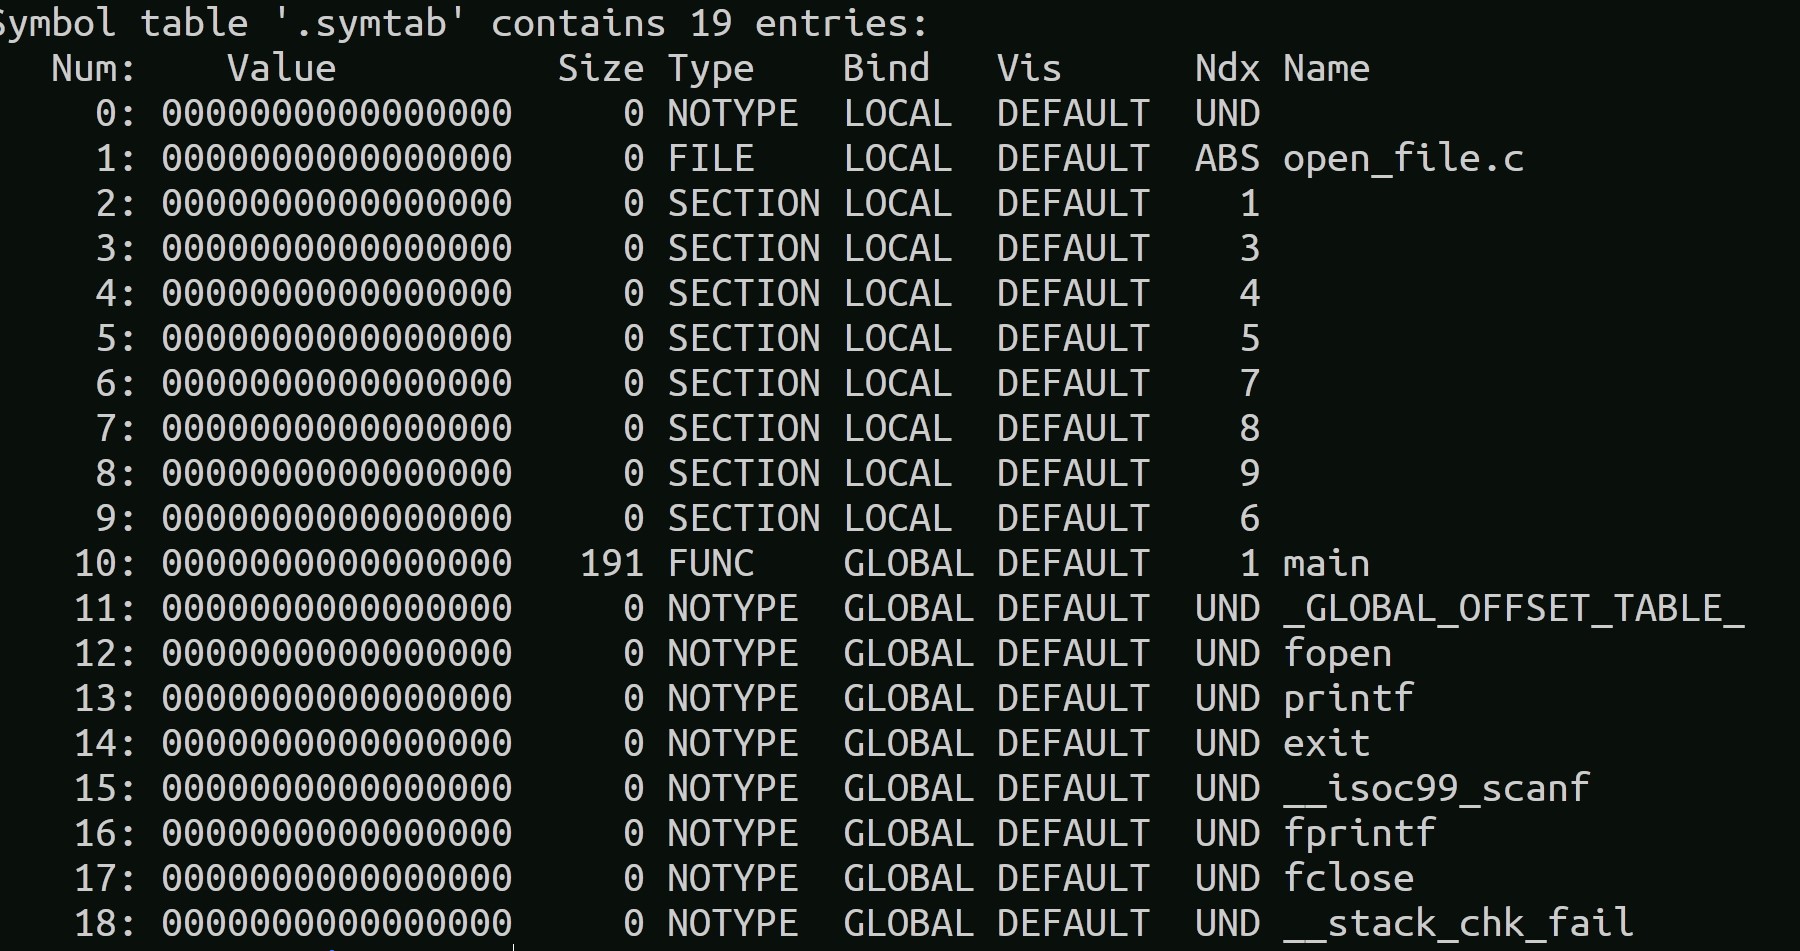 Symbol table '.symtab' contains 19 entries:
Num: Value Size Type Bind Vis Ndx Name
0: 0000000000000000 0 NOTYPE LOCAL DEFAULT UND
1: 0000000000000000 0 FILE LOCAL DEFAULT ABS open_file.c
2: 0000000000000000 0 SECTION LOCAL DEFAULT 1
3: 0000000000000000 0 SECTION LOCAL DEFAULT 3
4: 0000000000000000 0 SECTION LOCAL DEFAULT 4
5: 0000000000000000 0 SECTION LOCAL DEFAULT 5
6: 0000000000000000 0 SECTION LOCAL DEFAULT 7
7: 0000000000000000 0 SECTION LOCAL DEFAULT 8
8: 0000000000000000 0 SECTION LOCAL DEFAULT 9
9: 0000000000000000 0 SECTION LOCAL DEFAULT 6
10: 0000000000000000 191 FUNC GLOBAL DEFAULT 1 main
11: 0000000000000000 0 NOTYPE GLOBAL DEFAULT UND _GLOBAL_OFFSET_TABLE_
12: 0000000000000000 0 NOTYPE GLOBAL DEFAULT UND fopen
13: 0000000000000000 0 NOTYPE GLOBAL DEFAULT UND printf
14: 0000000000000000 0 NOTYPE GLOBAL DEFAULT UND exit
15: 0000000000000000 0 NOTYPE GLOBAL DEFAULT UND __isoc99_scanf
16: 0000000000000000 0 NOTYPE GLOBAL DEFAULT UND fprintf
17: 0000000000000000 0 NOTYPE GLOBAL DEFAULT UND fclose
18: 0000000000000000 0 NOTYPE GLOBAL DEFAULT UND __stack_chk_fail